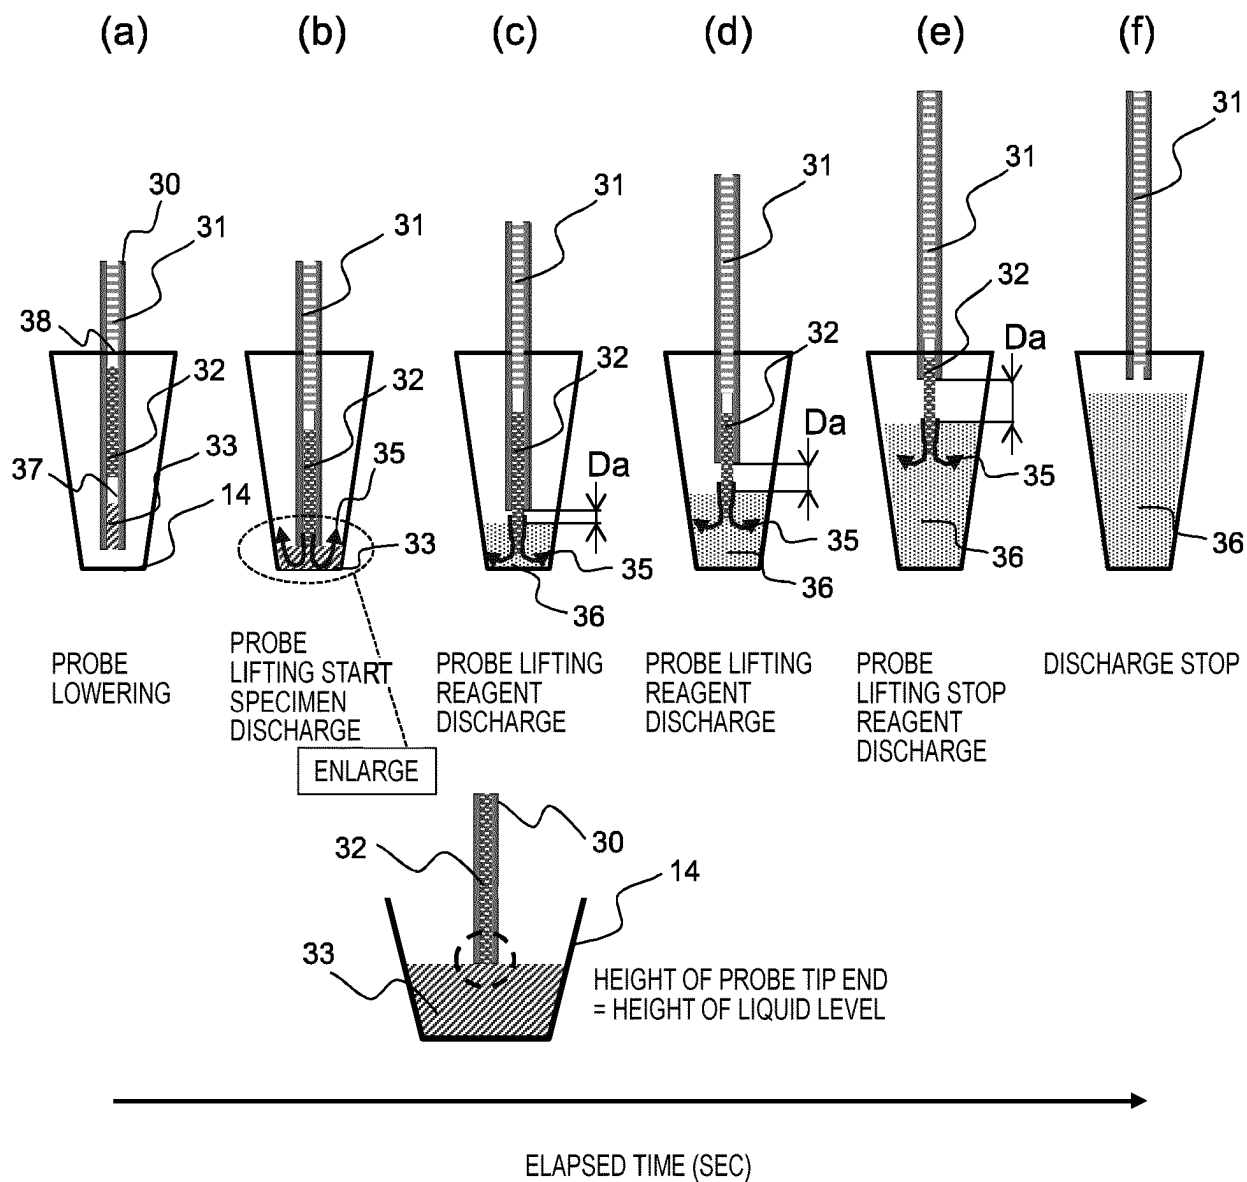 (a) (b) (c) (d) (e) (f)
31
30 31 31
31 31
31
38 32 Da
32 32 32 32
33 Da
37 35 Da
14
33 35 35 35
36 36 36 36
PROBE
LOWERING
PROBE
LIFTING START
SPECIMEN
DISCHARGE
PROBE LIFTING
REAGENT
DISCHARGE
PROBE LIFTING
REAGENT
DISCHARGE
PROBE
LIFTING STOP
REAGENT
DISCHARGE
DISCHARGE STOP
ENLARGE
30
32
14
33
HEIGHT OF PROBE TIP END
= HEIGHT OF LIQUID LEVEL
ELAPSED TIME (SEC)